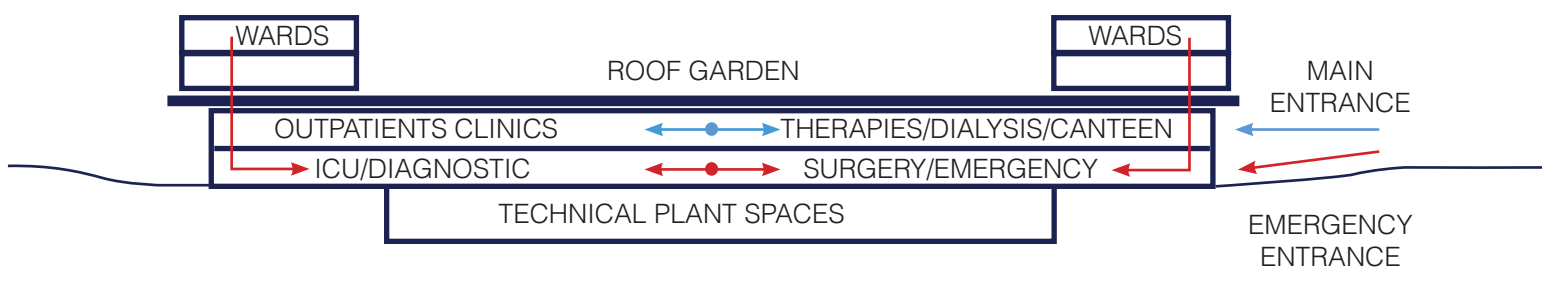 WARDS
WARDS
ROOF GARDEN
MAIN
ENTRANCE
OUTPATIENTS CLINICS
THERAPIES/DIALYSIS/CANTEEN
ICU/DIAGNOSTIC
SURGERY/EMERGENCY
TECHNICAL PLANT SPACES
EMERGENCY
ENTRANCE